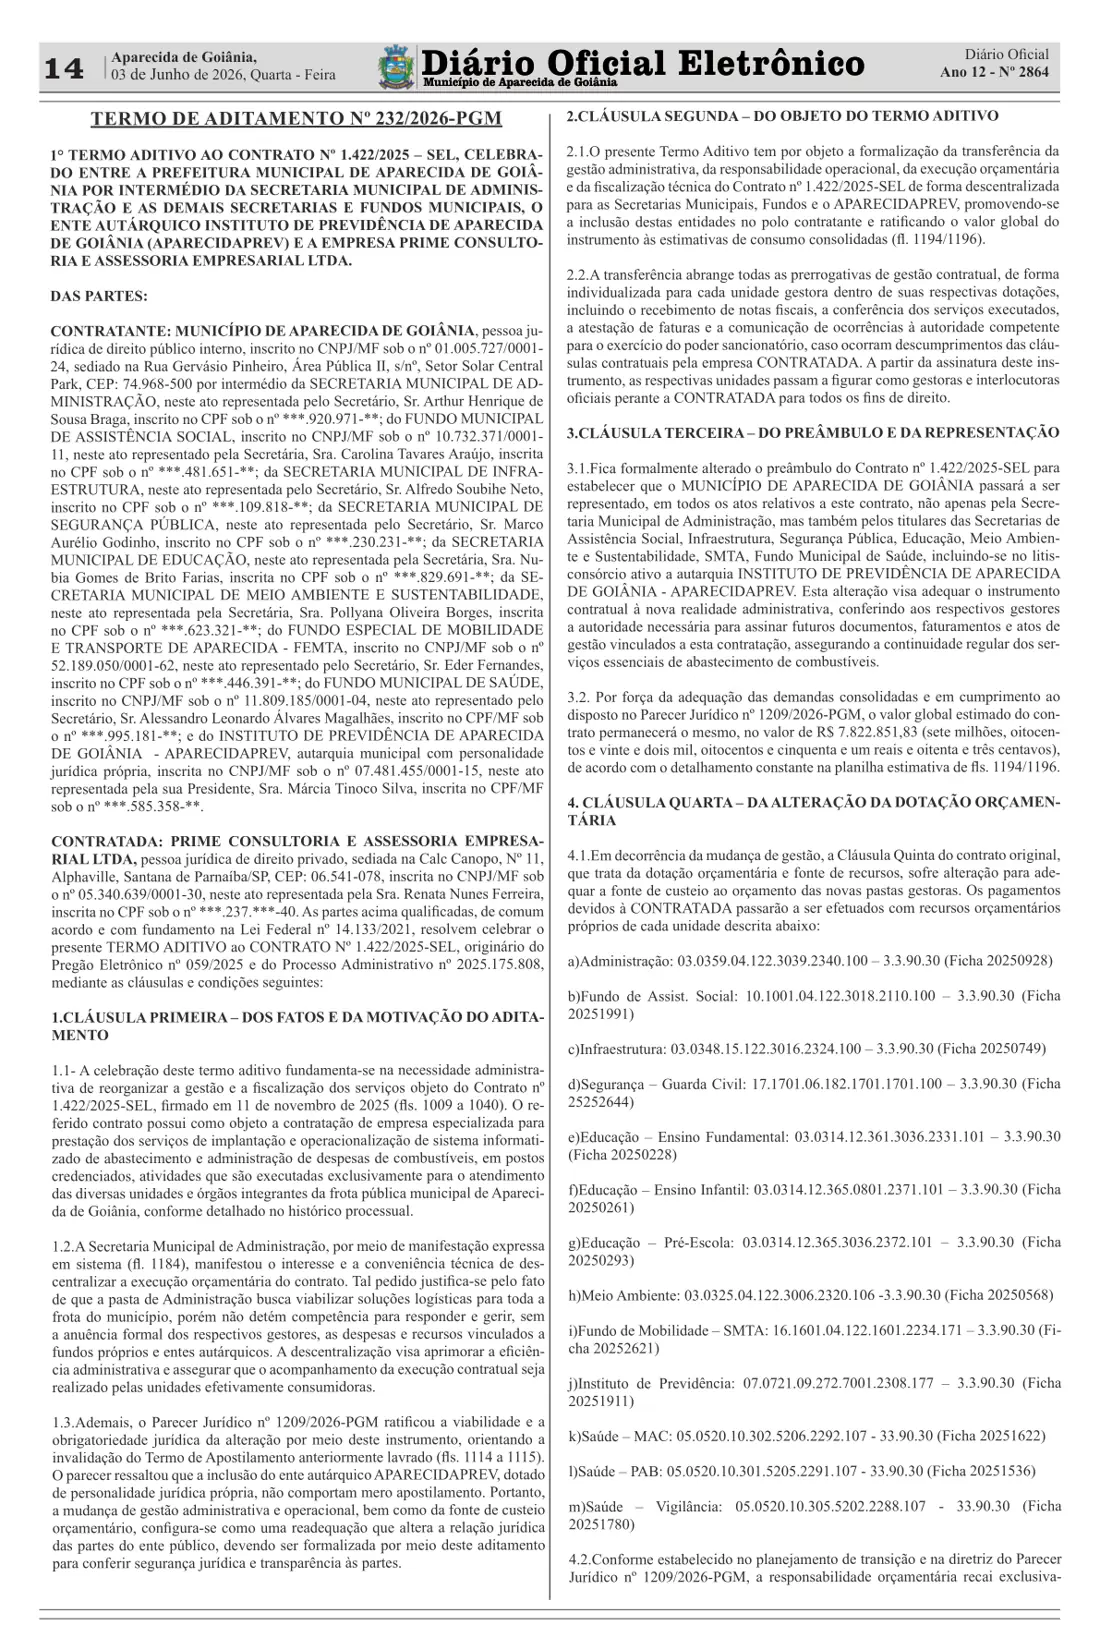 14
Aparecida de Goiânia,
03 de Junho de 2026, Quarta - Feira
Diário Oficial Eletrônico
Município de Aparecida de Goiânia
Diário Oficial
Ano 12 - Nº 2864
TERMO DE ADITAMENTO Nº 232/2026-PGM
1º TERMO ADITIVO AO CONTRATO Nº 1.422/2025 – SEL, CELEBRA-
DO ENTRE A PREFEITURA MUNICIPAL DE APARECIDA DE GOIÂ-
NIA POR INTERMÉDIO DA SECRETARIA MUNICIPAL DE ADMINIS-
TRAÇÃO E AS DEMAIS SECRETARIAS E FUNDOS MUNICIPAIS, O
ENTE AUTÁRQUICO INSTITUTO DE PREVIDÊNCIA DE APARECIDA
DE GOIÂNIA (APARECIDAPREV) E A EMPRESA PRIME CONSULTO-
RIA E ASSESSORIA EMPRESARIAL LTDA.
DAS PARTES:
CONTRATANTE: MUNICÍPIO DE APARECIDA DE GOIÂNIA, pessoa ju-
rídica de direito público interno, inscrito no CNPJ/MF sob o nº 01.005.727/0001-
24, sediado na Rua Gervásio Pinheiro, Área Pública II, s/nº, Setor Solar Central
Park, CEP: 74.968-500 por intermédio da SECRETARIA MUNICIPAL DE AD-
MINISTRAÇÃO, neste ato representada pelo Secretário, Sr. Arthur Henrique de
Sousa Braga, inscrito no CPF sob o nº ***.920.971-**; do FUNDO MUNICIPAL
DE ASSISTÊNCIA SOCIAL, inscrito no CNPJ/MF sob o nº 10.732.371/0001-
11, neste ato representado pela Secretária, Sra. Carolina Tavares Araújo, inscrita
no CPF sob o nº ***.481.651-**; da SECRETARIA MUNICIPAL DE INFRA-
ESTRUTURA, neste ato representada pelo Secretário, Sr. Alfredo Soubihe Neto,
inscrito no CPF sob o nº ***.109.818-**; da SECRETARIA MUNICIPAL DE
SEGURANÇA PÚBLICA, neste ato representada pelo Secretário, Sr. Marco
Aurélio Godinho, inscrito no CPF sob o nº ***.230.231-**; da SECRETARIA
MUNICIPAL DE EDUCAÇÃO, neste ato representada pela Secretária, Sra. Nu-
bia Gomes de Brito Farias, inscrita no CPF sob o nº ***.829.691-**; da SE-
CRETARIA MUNICIPAL DE MEIO AMBIENTE E SUSTENTABILIDADE,
neste ato representada pela Secretária, Sra. Pollyana Oliveira Borges, inscrita
no CPF sob o nº ***.623.321-**; do FUNDO ESPECIAL DE MOBILIDADE
E TRANSPORTE DE APARECIDA - FEMTA, inscrito no CNPJ/MF sob o nº
52.189.050/0001-62, neste ato representado pelo Secretário, Sr. Eder Fernandes,
inscrito no CPF sob o nº ***.446.391-**; do FUNDO MUNICIPAL DE SAÚDE,
inscrito no CNPJ/MF sob o nº 11.809.185/0001-04, neste ato representado pelo
Secretário, Sr. Alessandro Leonardo Álvares Magalhães, inscrito no CPF/MF sob
o nº ***.995.181-**; e do INSTITUTO DE PREVIDÊNCIA DE APARECIDA
DE GOIÂNIA - APARECIDAPREV, autarquia municipal com personalidade
jurídica própria, inscrita no CNPJ/MF sob o nº 07.481.455/0001-15, neste ato
representada pela sua Presidente, Sra. Márcia Tinoco Silva, inscrita no CPF/MF
sob o nº ***.585.358-**.
CONTRATADA: PRIME CONSULTORIA E ASSESSORIA EMPRESA-
RIAL LTDA, pessoa jurídica de direito privado, sediada na Calc Canopo, Nº 11,
Alphaville, Santana de Parnaíba/SP, CEP: 06.541-078, inscrita no CNPJ/MF sob
o nº 05.340.639/0001-30, neste ato representada pela Sra. Renata Nunes Ferreira,
inscrita no CPF sob o nº ***.237.***-40. As partes acima qualificadas, de comum
acordo e com fundamento na Lei Federal nº 14.133/2021, resolvem celebrar o
presente TERMO ADITIVO ao CONTRATO Nº 1.422/2025-SEL, originário do
Pregão Eletrônico nº 059/2025 e do Processo Administrativo nº 2025.175.808,
mediante as cláusulas e condições seguintes:
1.CLÁUSULA PRIMEIRA – DOS FATOS E DA MOTIVAÇÃO DO ADITA-
MENTO
1.1- A celebração deste termo aditivo fundamenta-se na necessidade administra-
tiva de reorganizar a gestão e a fiscalização dos serviços objeto do Contrato nº
1.422/2025-SEL, firmado em 11 de novembro de 2025 (fls. 1009 a 1040). O re-
ferido contrato possui como objeto a contratação de empresa especializada para
prestação dos serviços de implantação e operacionalização de sistema informati-
zado de abastecimento e administração de despesas de combustíveis, em postos
credenciados, atividades que são executadas exclusivamente para o atendimento
das diversas unidades e órgãos integrantes da frota pública municipal de Apareci-
da de Goiânia, conforme detalhado no histórico processual.
1.2.A Secretaria Municipal de Administração, por meio de manifestação expressa
em sistema (fl. 1184), manifestou o interesse e a conveniência técnica de des-
centralizar a execução orçamentária do contrato. Tal pedido justifica-se pelo fato
de que a pasta de Administração busca viabilizar soluções logísticas para toda a
frota do município, porém não detém competência para responder e gerir, sem
a anuência formal dos respectivos gestores, as despesas e recursos vinculados a
fundos próprios e entes autárquicos. A descentralização visa aprimorar a eficiên-
cia administrativa e assegurar que o acompanhamento da execução contratual seja
realizado pelas unidades efetivamente consumidoras.
1.3.Ademais, o Parecer Jurídico nº 1209/2026-PGM ratificou a viabilidade e a
obrigatoriedade jurídica da alteração por meio deste instrumento, orientando a
invalidação do Termo de Apostilamento anteriormente lavrado (fls. 1114 a 1115).
O parecer ressaltou que a inclusão do ente autárquico APARECIDAPREV, dotado
de personalidade jurídica própria, não comportam mero apostilamento. Portanto,
a mudança de gestão administrativa e operacional, bem como da fonte de custeio
orçamentário, configura-se como uma readequação que altera a relação jurídica
das partes do ente público, devendo ser formalizada por meio deste aditamento
para conferir segurança jurídica e transparência às partes.
2.CLÁUSULA SEGUNDA – DO OBJETO DO TERMO ADITIVO
2.1.O presente Termo Aditivo tem por objeto a formalização da transferência da
gestão administrativa, da responsabilidade operacional, da execução orçamentária
e da fiscalização técnica do Contrato nº 1.422/2025-SEL de forma descentralizada
para as Secretarias Municipais, Fundos e o APARECIDAPREV, promovendo-se
a inclusão destas entidades no polo contratante e ratificando o valor global do
instrumento às estimativas de consumo consolidadas (fl. 1194/1196).
2.2.A transferência abrange todas as prerrogativas de gestão contratual, de forma
individualizada para cada unidade gestora dentro de suas respectivas dotações,
incluindo o recebimento de notas fiscais, a conferência dos serviços executados,
a atestação de faturas e a comunicação de ocorrências à autoridade competente
para o exercício do poder sancionatório, caso ocorram descumprimentos das cláu-
sulas contratuais pela empresa CONTRATADA. A partir da assinatura deste ins-
trumento, as respectivas unidades passam a figurar como gestoras e interlocutoras
oficiais perante a CONTRATADA para todos os fins de direito.
3.CLÁUSULA TERCEIRA – DO PREÂMBULO E DA REPRESENTAÇÃO
3.1.Fica formalmente alterado o preâmbulo do Contrato nº 1.422/2025-SEL para
estabelecer que o MUNICÍPIO DE APARECIDA DE GOIÂNIA passará a ser
representado, em todos os atos relativos a este contrato, não apenas pela Secre-
taria Municipal de Administração, mas também pelos titulares das Secretarias de
Assistência Social, Infraestrutura, Segurança Pública, Educação, Meio Ambien-
te e Sustentabilidade, SMTA, Fundo Municipal de Saúde, incluindo-se no litis-
consórcio ativo a autarquia INSTITUTO DE PREVIDÊNCIA DE APARECIDA
DE GOIÂNIA - APARECIDAPREV. Esta alteração visa adequar o instrumento
contratual à nova realidade administrativa, conferindo aos respectivos gestores
a autoridade necessária para assinar futuros documentos, faturamentos e atos de
gestão vinculados a esta contratação, assegurando a continuidade regular dos ser-
viços essenciais de abastecimento de combustíveis.
3.2. Por força da adequação das demandas consolidadas e em cumprimento ao
disposto no Parecer Jurídico nº 1209/2026-PGM, o valor global estimado do con-
trato permanecerá o mesmo, no valor de R$ 7.822.851,83 (sete milhões, oitocen-
tos e vinte e dois mil, oitocentos e cinquenta e um reais e oitenta e três centavos),
de acordo com o detalhamento constante na planilha estimativa de fls. 1194/1196.
4. CLÁUSULA QUARTA – DA ALTERAÇÃO DA DOTAÇÃO ORÇAMEN-
TÁRIA
4.1.Em decorrência da mudança de gestão, a Cláusula Quinta do contrato original,
que trata da dotação orçamentária e fonte de recursos, sofre alteração para ade-
quar a fonte de custeio ao orçamento das novas pastas gestoras. Os pagamentos
devidos à CONTRATADA passarão a ser efetuados com recursos orçamentários
próprios de cada unidade descrita abaixo:
a)Administração: 03.0359.04.122.3039.2340.100 – 3.3.90.30 (Ficha 20250928)
b)Fundo de Assist. Social: 10.1001.04.122.3018.2110.100 – 3.3.90.30 (Ficha
20251991)
c)Infraestrutura: 03.0348.15.122.3016.2324.100 – 3.3.90.30 (Ficha 20250749)
d)Segurança – Guarda Civil: 17.1701.06.182.1701.1701.100 – 3.3.90.30 (Ficha
25252644)
e)Educação – Ensino Fundamental: 03.0314.12.361.3036.2331.101 – 3.3.90.30
(Ficha 20250228)
f)Educação – Ensino Infantil: 03.0314.12.365.0801.2371.101 – 3.3.90.30 (Ficha
20250261)
g)Educação – Pré-Escola: 03.0314.12.365.3036.2372.101 – 3.3.90.30 (Ficha
20250293)
h)Meio Ambiente: 03.0325.04.122.3006.2320.106 -3.3.90.30 (Ficha 20250568)
i)Fundo de Mobilidade – SMTA: 16.1601.04.122.1601.2234.171 – 3.3.90.30 (Fi-
cha 20252621)
j)Instituto de Previdência: 07.0721.09.272.7001.2308.177 – 3.3.90.30 (Ficha
20251911)
k)Saúde – MAC: 05.0520.10.302.5206.2292.107 - 33.90.30 (Ficha 20251622)
l)Saúde – PAB: 05.0520.10.301.5205.2291.107 - 33.90.30 (Ficha 20251536)
m)Saúde – Vigilância: 05.0520.10.305.5202.2288.107 - 33.90.30 (Ficha
20251780)
4.2.Conforme estabelecido no planejamento de transição e na diretriz do Parecer
Jurídico nº 1209/2026-PGM, a responsabilidade orçamentária recai exclusiva-